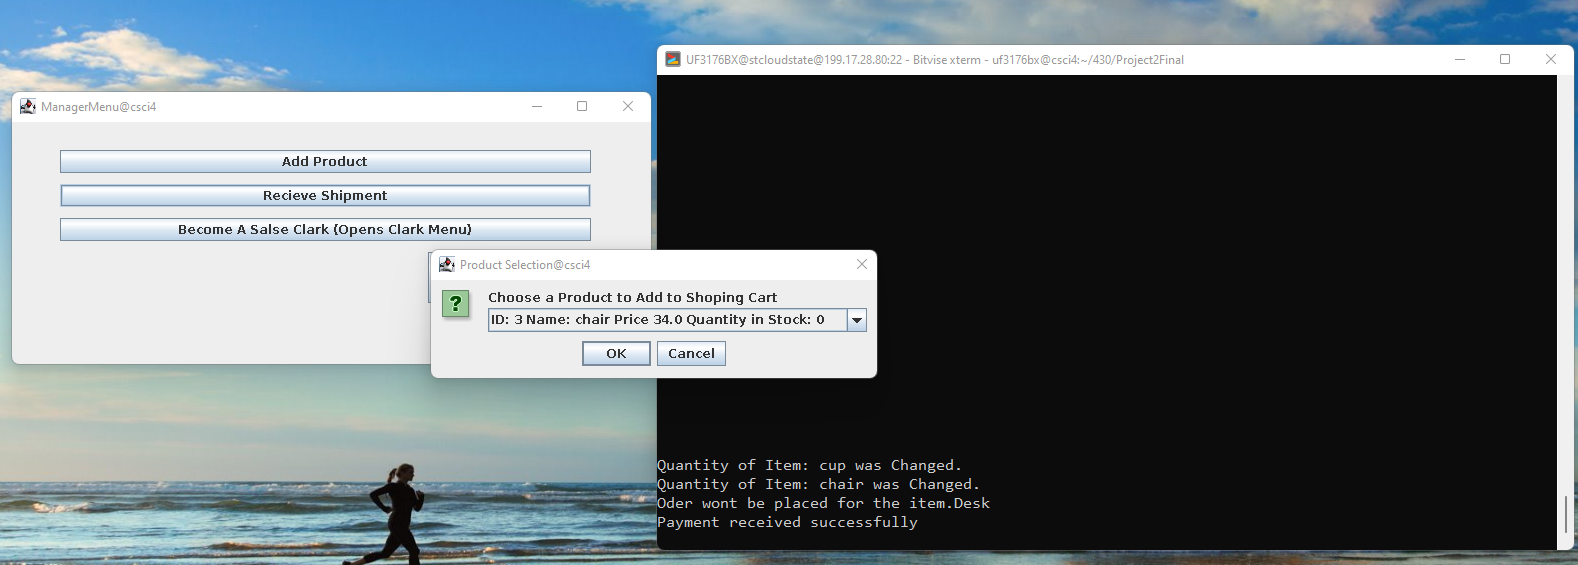 ManagerMenu@csci4
Add Product
Recieve Shipment
Become A Salse Clark (Opens Clark Menu)
Product Selection@csci4
?
Choose a Product to Add to Shoping Cart
ID: 3 Name: chair Price 34.0 Quantity in Stock: 0
OK Cancel
UF3176BX@stcloudstate@199.17.28.80:22 - Bitvise xterm - uf3176bx@csci4:~/430/Project2Final
Quantity of Item: cup was Changed.
Quantity of Item: chair was Changed.
Oder wont be placed for the item.Desk
Payment received successfully